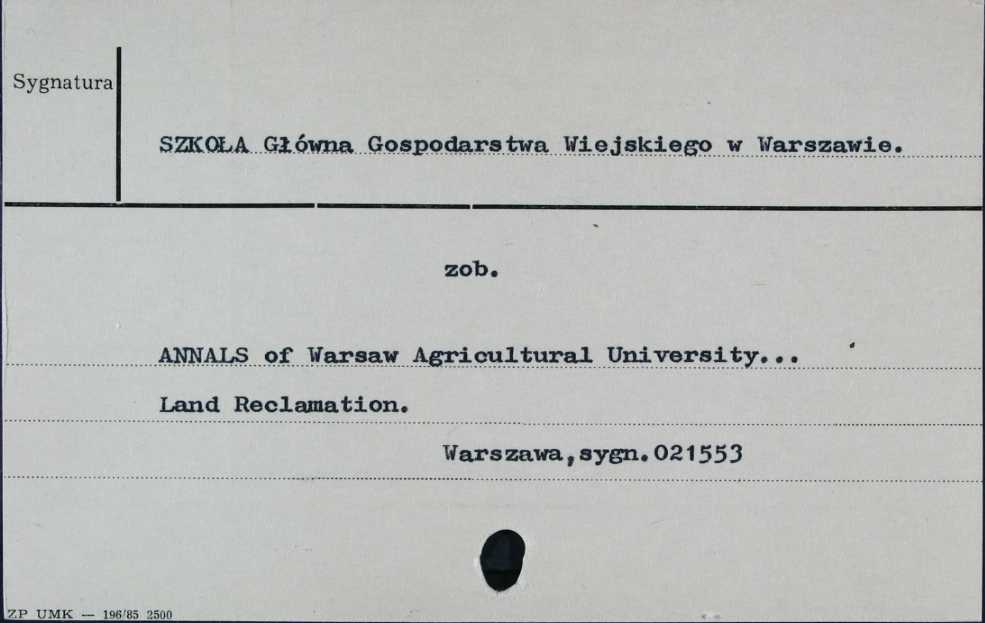 Sygnatura
SZKOŁA Główna Gospodarstwa Wiejskiego w Warszawie.
zob.
ANNALS of Warsaw Agricultural University...
Land Reclamation.
Warszawa,sygn.021553
ZP UMK — 196/85 2500